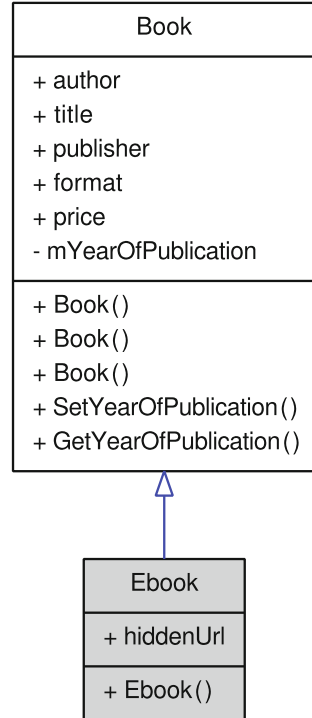 Book
+ author
+ title
+ publisher
+ format
+ price
- mYearOfPublication
+ Book()
+ Book()
+ Book()
+ SetYearOfPublication()
+ GetYearOfPublication()
Ebook
+ hiddenUrl
+ Ebook()